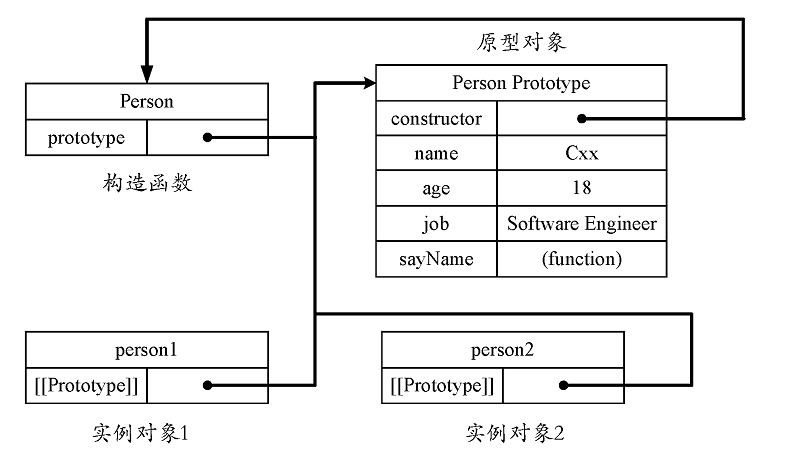 原型对象
Person
prototype
构造函数
Person Prototype
constructor
name Cxx
age 18
job Software Engineer
sayName (function)
person1
[[Prototype]]
实例对象1
person2
[[Prototype]]
实例对象2